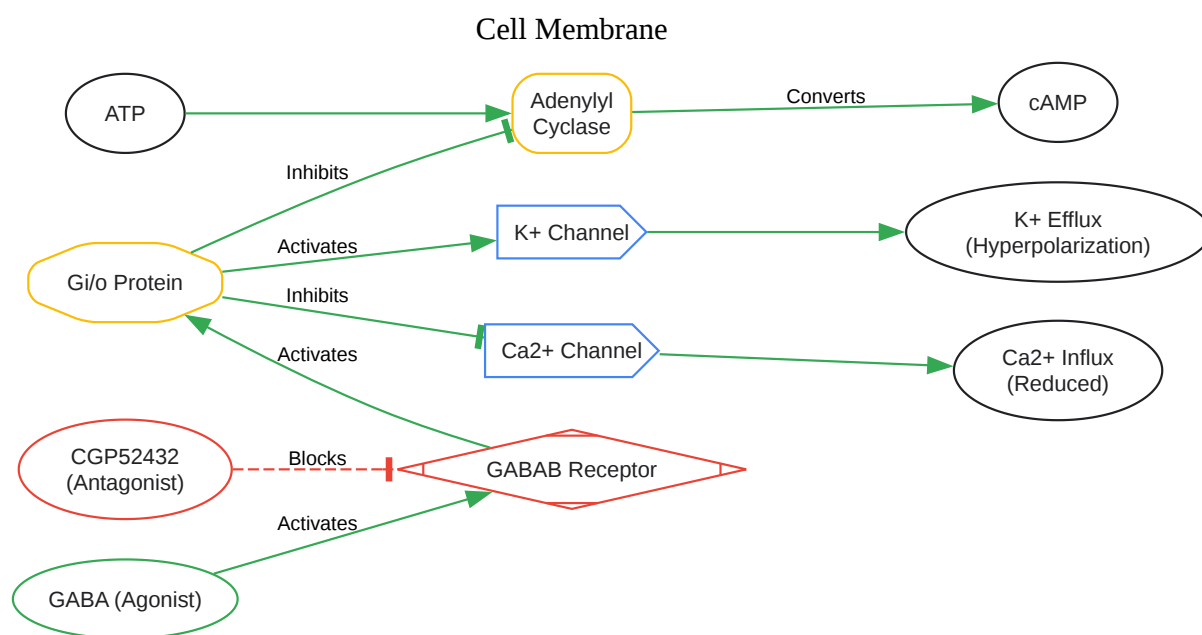 Cell Membrane
ATP
Adenylyl
Cyclase
Converts
cAMP
Inhibits
K+ Channel
K+ Efflux
(Hyperpolarization)
Activates
Gi/o Protein
Inhibits
Ca2+ Channel
Ca2+ Influx
(Reduced)
Activates
CGP52432
(Antagonist)
Blocks
GABAB Receptor
Activates
GABA (Agonist)